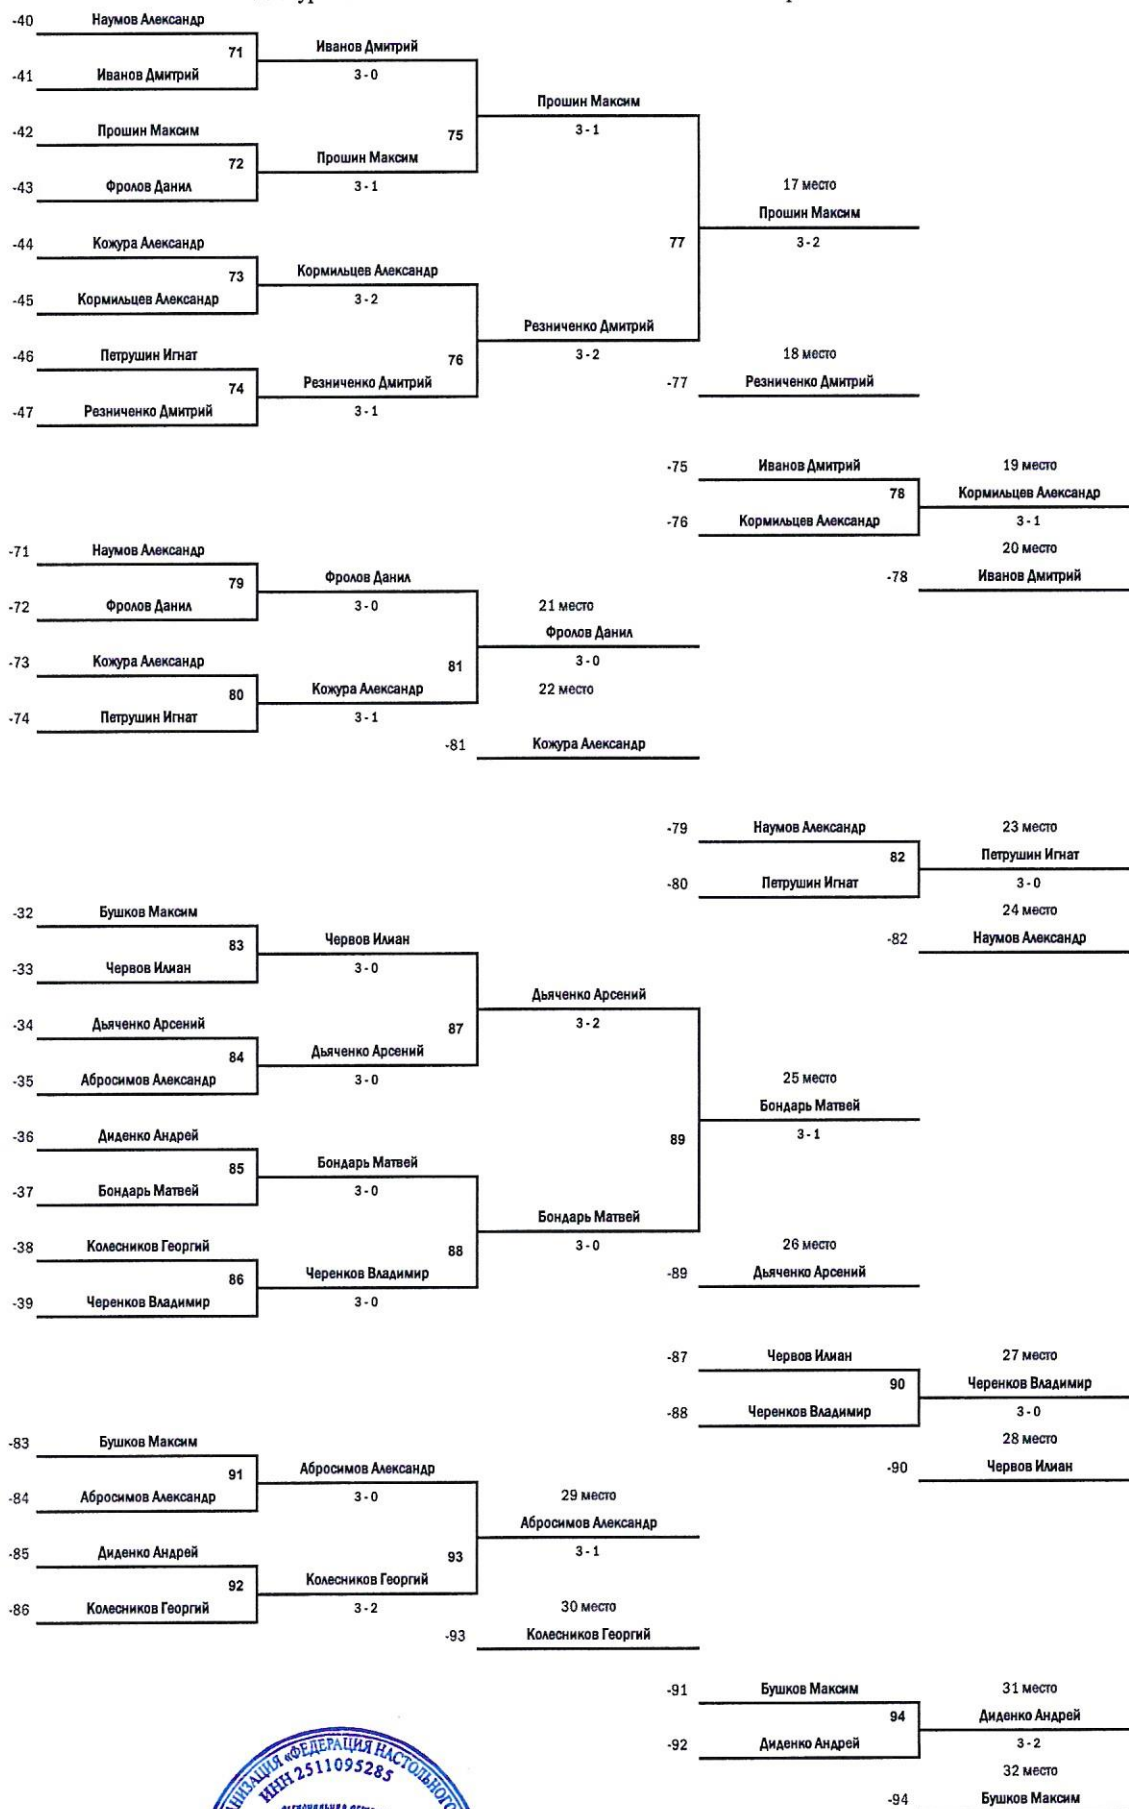 -40 Наумов Александр
71 Иванов Дмитрий
-41 Иванов Дмитрий 3 - 0
Прошин Максим
-42 Прошин Максим 75 3 - 1
72 Прошин Максим
-43 Фролов Данил 3 - 1 17 место
Прошин Максим
-44 Кожура Александр 77 3 - 2
73 Кормильцев Александр
-45 Кормильцев Александр 3 - 2
Резниченко Дмитрий
-46 Петрушин Игнат 76 3 - 2 18 место
74 Резниченко Дмитрий -77 Резниченко Дмитрий
-47 Резниченко Дмитрий 3 - 1
-75 Иванов Дмитрий 19 место
78 Кормильцев Александр
-76 Кормильцев Александр 3 - 1
-71 Наумов Александр 20 место
79 Фролов Данил -78 Иванов Дмитрий
-72 Фролов Данил 3 - 0 21 место
Фролов Данил
-73 Кожура Александр 81 3 - 0
80 Кожура Александр 22 место
-74 Петрушин Игнат 3 - 1
-81 Кожура Александр
-79 Наумов Александр 23 место
82 Петрушин Игнат
-80 Петрушин Игнат 3 - 0
-32 Бушков Максим 24 место
83 Червов Илиан -82 Наумов Александр
-33 Червов Илиан 3 - 0
Дьяченко Арсений
-34 Дьяченко Арсений 87 3 - 2
84 Дьяченко Арсений
-35 Абросимов Александр 3 - 0 25 место
Бондарь Матвей
-36 Диденко Андрей 89 3 - 1
85 Бондарь Матвей
-37 Бондарь Матвей 3 - 0
Бондарь Матвей
-38 Колесников Георгий 88 3 - 0 26 место
86 Черенков Владимир -89 Дьяченко Арсений
-39 Черенков Владимир 3 - 0
-87 Червов Илиан 27 место
90 Черенков Владимир
-88 Черенков Владимир 3 - 0
-83 Бушков Максим 28 место
91 Абросимов Александр -90 Червов Илиан
-84 Абросимов Александр 3 - 0 29 место
Абросимов Александр
-85 Диденко Андрей 93 3 - 1
92 Колесников Георгий
-86 Колесников Георгий 3 - 2 30 место
-93 Колесников Георгий
-91 Бушков Максим 31 место
94 Диденко Андрей
-92 Диденко Андрей 3 - 2
32 место
-94 Бушков Максим
«ФЕДЕРАЦИЯ НАСТОЛЬНОГО
ИНН 2511095285